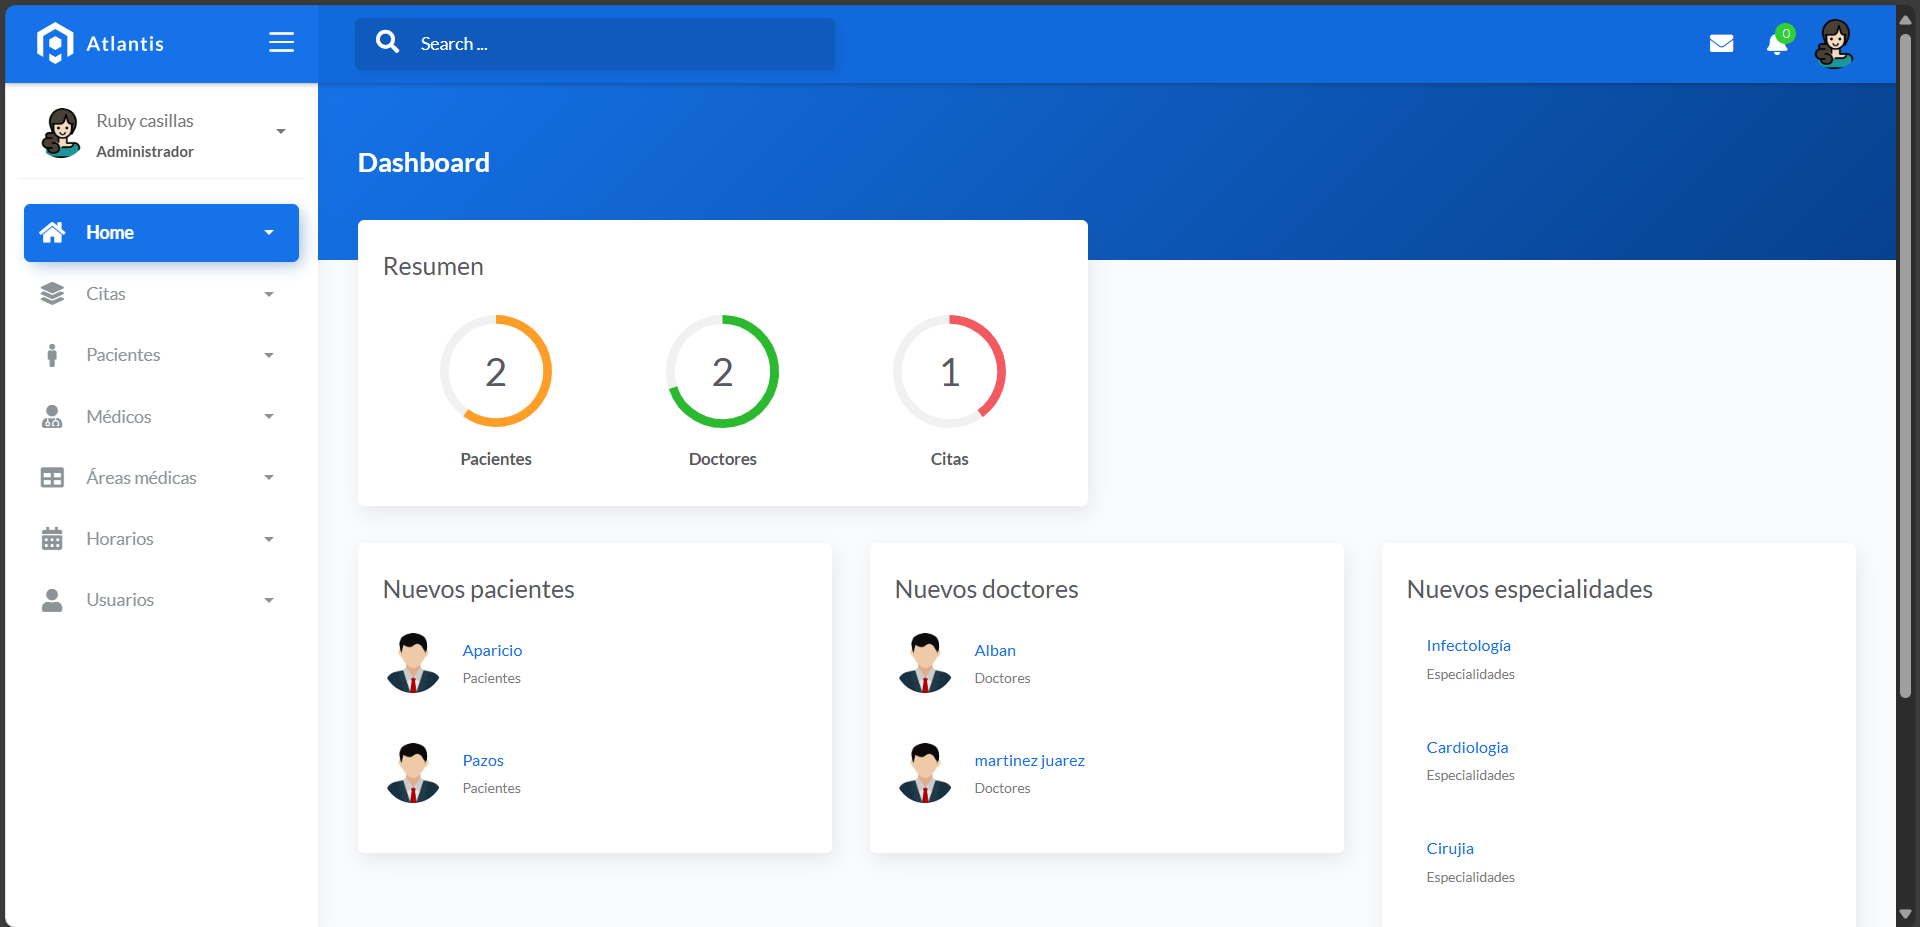 Atlantis
Search ...
0
Ruby casillas
Administrador
Home
Citas
Pacientes
Médicos
Áreas médicas
Horarios
Usuarios
Dashboard
Resumen
2
2
1
Pacientes
Doctores
Citas
Nuevos pacientes
Aparicio
Pacientes
Pazos
Pacientes
Nuevos doctores
Alban
Doctores
martinez juarez
Doctores
Nuevos especialidades
Infectología
Especialidades
Cardiologia
Especialidades
Cirujia
Especialidades